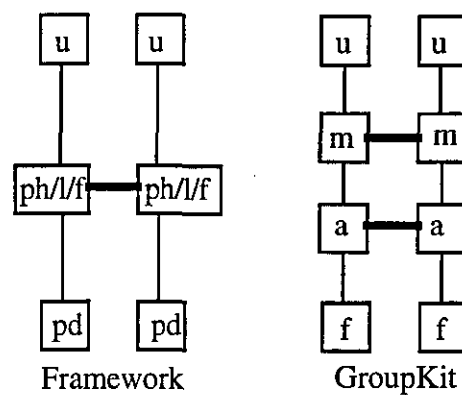 u u u u
m m
ph/l/f ph/l/f
a a
pd pd f f
Framework GroupKit